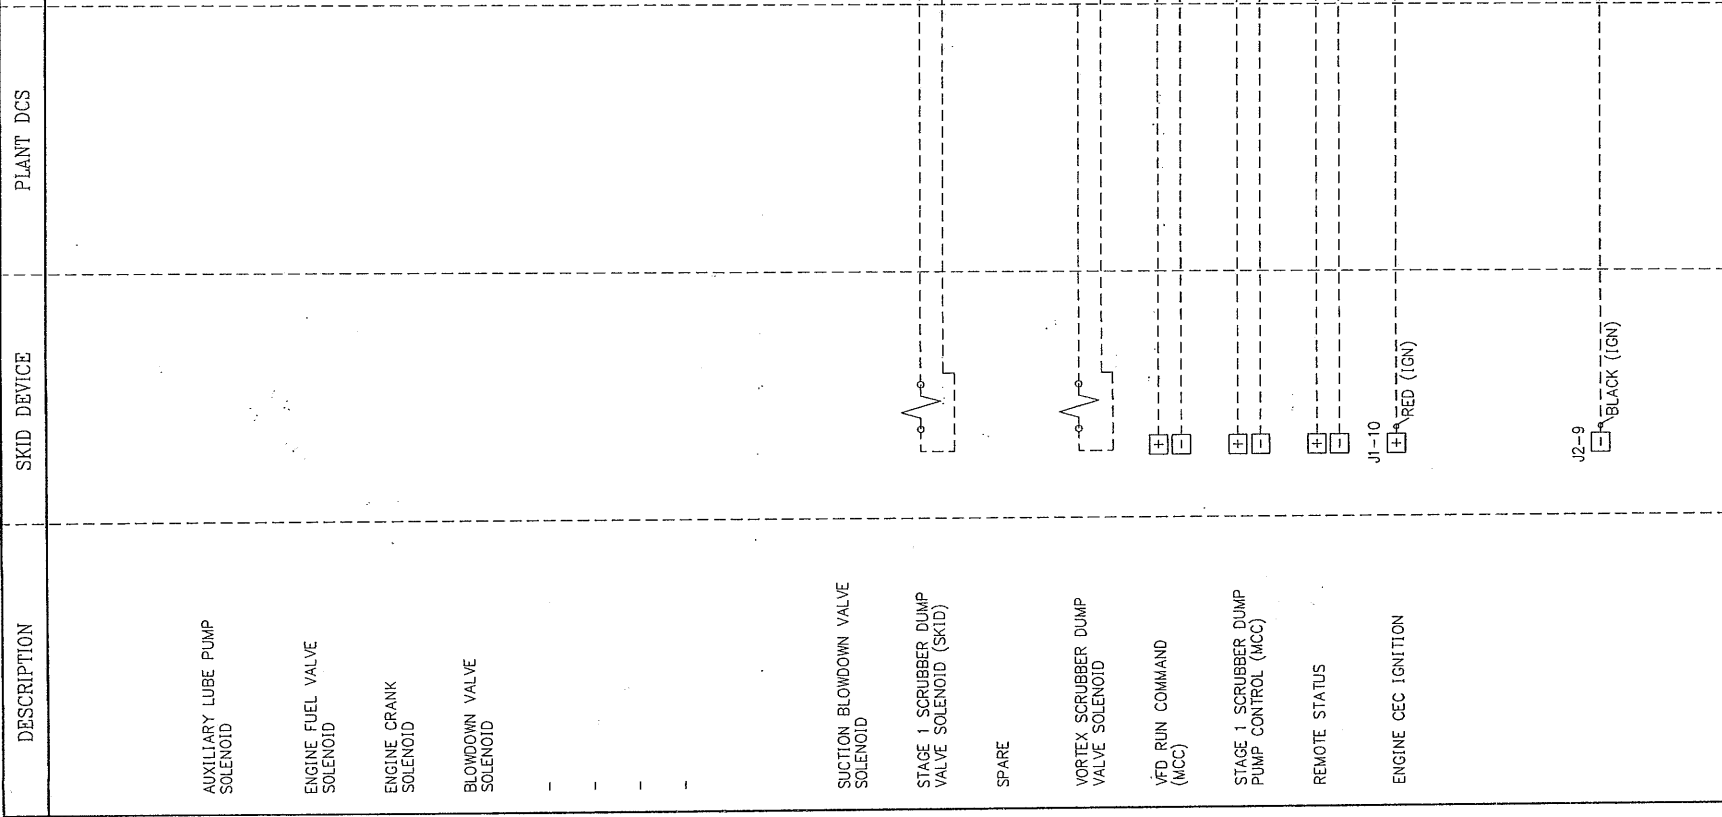 DESCRIPTION
SKID DEVICE
PLANT DCS
AUXILIARY LUBE PUMP
SOLENOID
ENGINE FUEL VALVE
SOLENOID
ENGINE CRANK
SOLENOID
BLOWDOWN VALVE
SOLENOID
-
-
-
-
SUCTION BLOWDOWN VALVE
SOLENOID
STAGE 1 SCRUBBER DUMP
VALVE SOLENOID (SKID)
SPARE
VORTEX SCRUBBER DUMP
VALVE SOLENOID
VFD RUN COMMAND
(MCC)
+
-
STAGE 1 SCRUBBER DUMP
PUMP CONTROL (MCC)
+
-
REMOTE STATUS
+
-
ENGINE CEC IGNITION
J1-10
+
RED (IGN)
J2-9
-
BLACK (IGN)